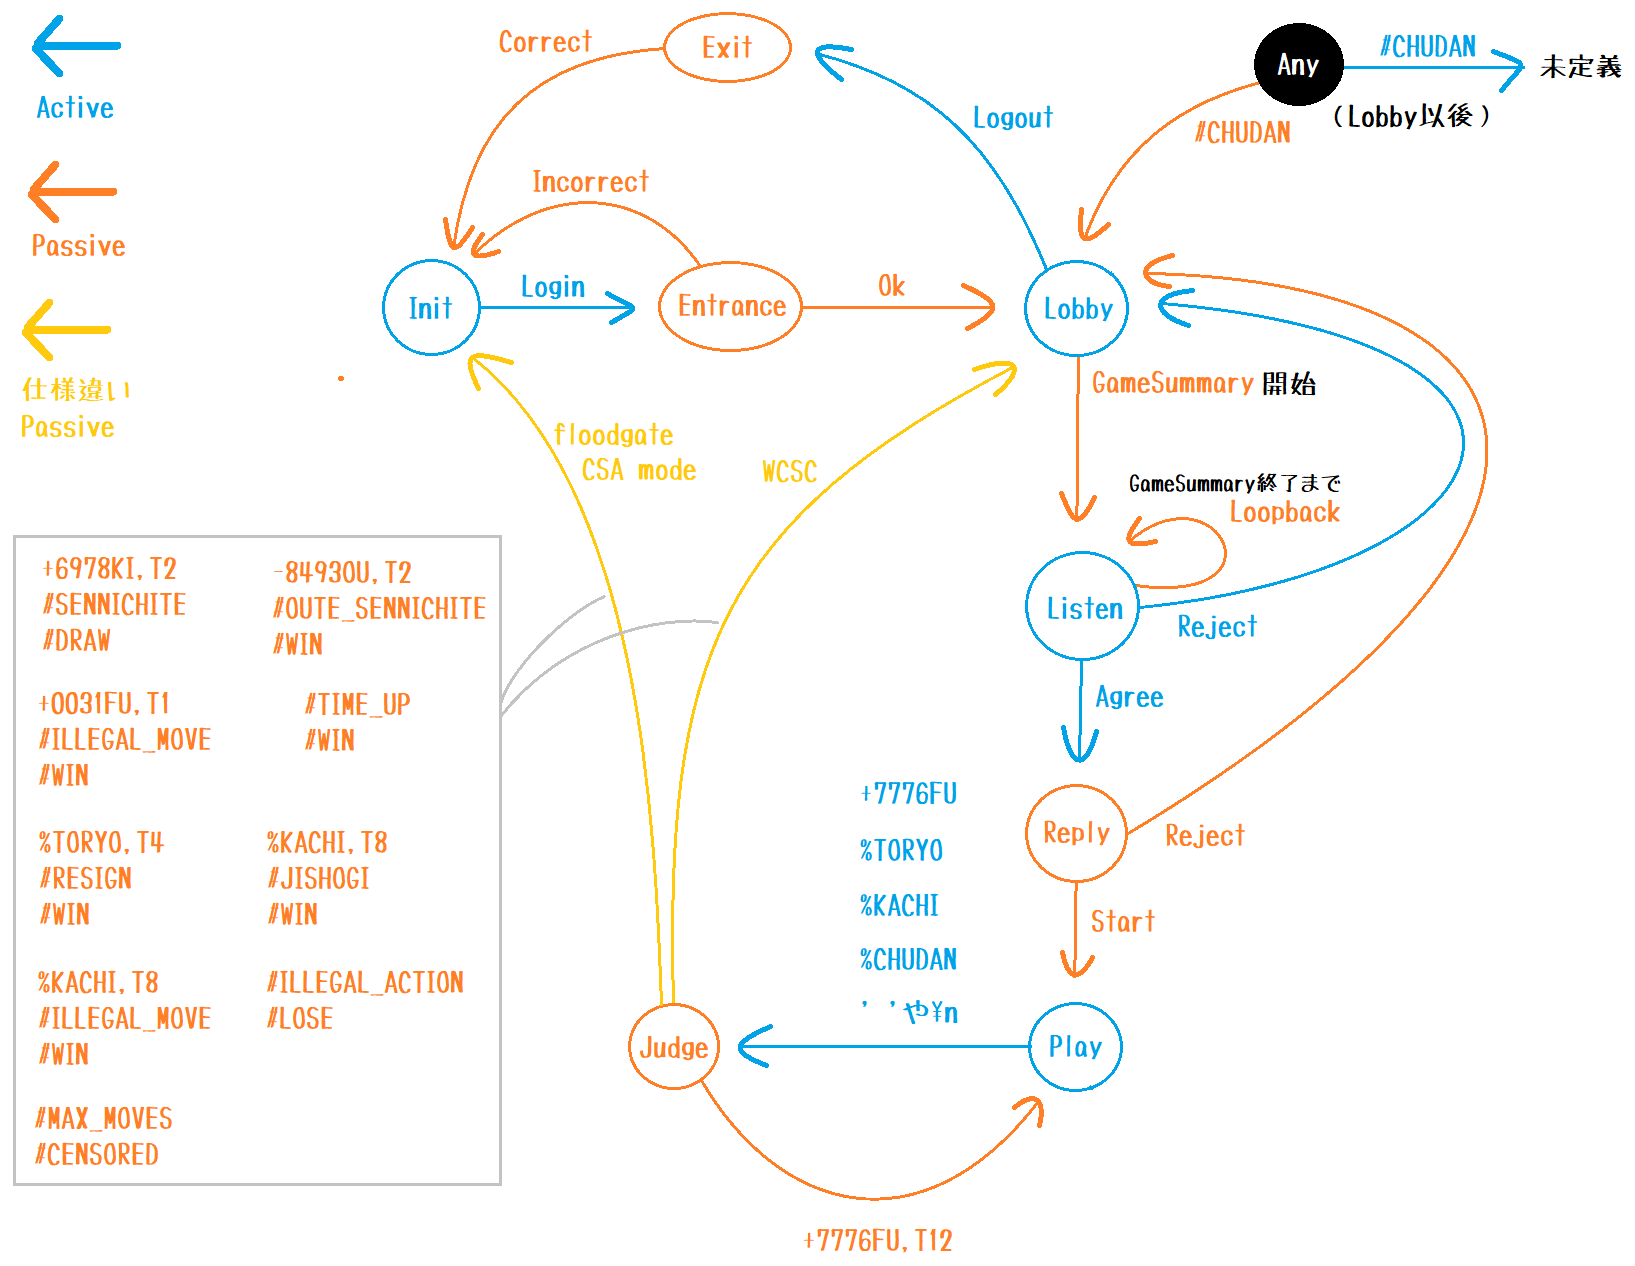 Active
Passive
仕様違い
Passive
Correct
Exit
Logout
Any
#CHUDAN
未定義
(Lobby以後)
#CHUDAN
Incorrect
Init
Login
Entrance
Ok
Lobby
GameSummary 開始
floodgate
CSA mode
WCSC
GameSummary終了まで
Loopback
Listen
Reject
Agree
Reply
Reject
Start
+7776FU
%TORYO
%KACHI
%CHUDAN
' 'や¥n
Play
Judge
+7776FU,T12
+6978KI,T2
#SENNICHITE
#DRAW
-8493OU,T2
#OUTE_SENNICHITE
#WIN
+0031FU,T1
#ILLEGAL_MOVE
#WIN
#TIME_UP
#WIN
%TORYO,T4
#RESIGN
#WIN
%KACHI,T8
#JISHOGI
#WIN
%KACHI,T8
#ILLEGAL_MOVE
#WIN
#ILLEGAL_ACTION
#LOSE
#MAX_MOVES
#CENSORED